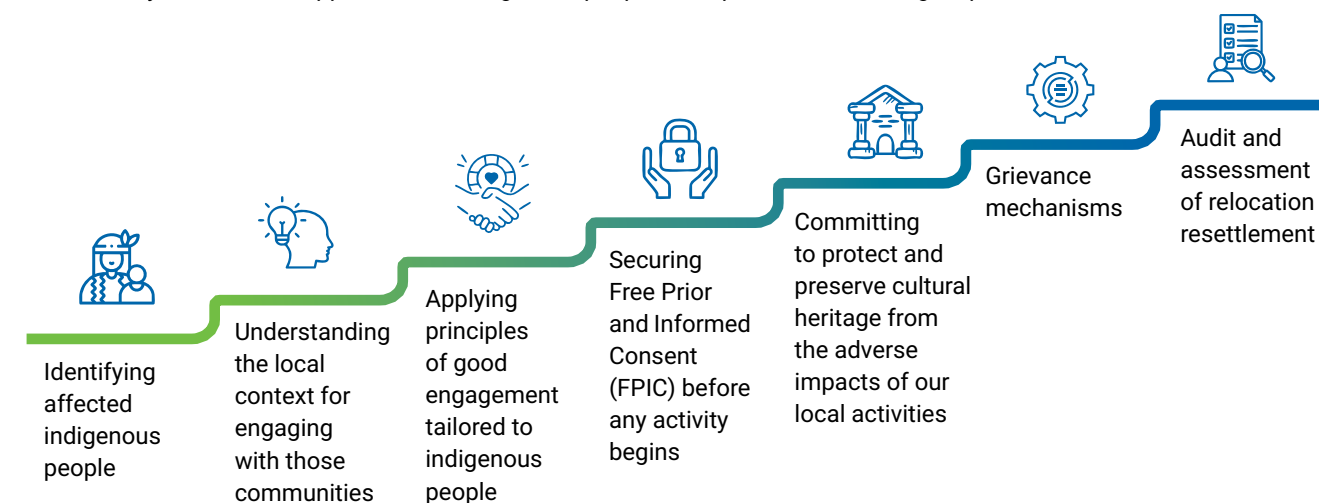 Identifying
affected
indigenous
people
Understanding
the local
context for
engaging
with those
communities
Applying
principles
of good
engagement
tailored to
indigenous
people
Securing
Free Prior
and Informed
Consent
(FPIC) before
any activity
begins
Committing
to protect and
preserve cultural
heritage from
the adverse
impacts of our
local activities
Grievance
mechanisms
Audit and
assessment
of relocation
resettlement